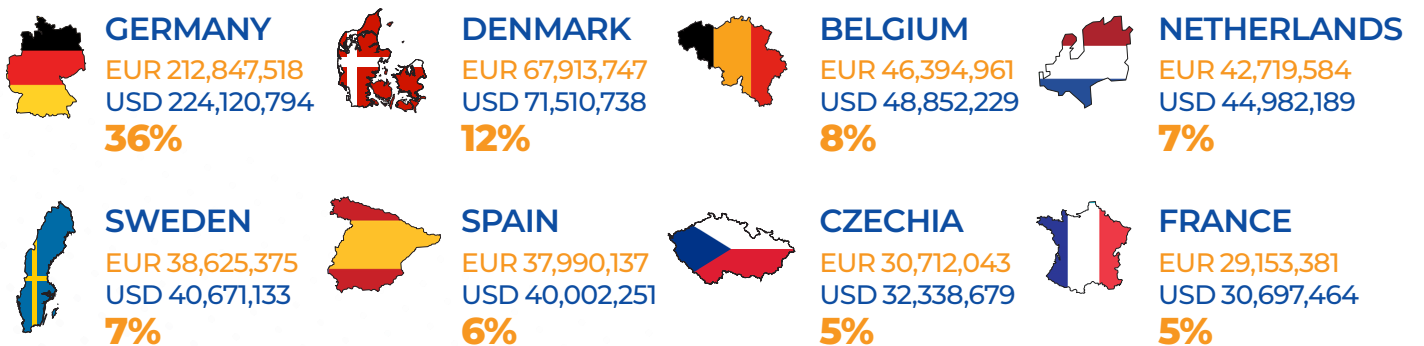 GERMANY
EUR 212,847,518
USD 224,120,794
36%
DENMARK
EUR 67,913,747
USD 71,510,738
12%
BELGIUM
EUR 46,394,961
USD 48,852,229
8%
NETHERLANDS
EUR 42,719,584
USD 44,982,189
7%
SWEDEN
EUR 38,625,375
USD 40,671,133
7%
SPAIN
EUR 37,990,137
USD 40,002,251
6%
CZECHIA
EUR 30,712,043
USD 32,338,679
5%
FRANCE
EUR 29,153,381
USD 30,697,464
5%